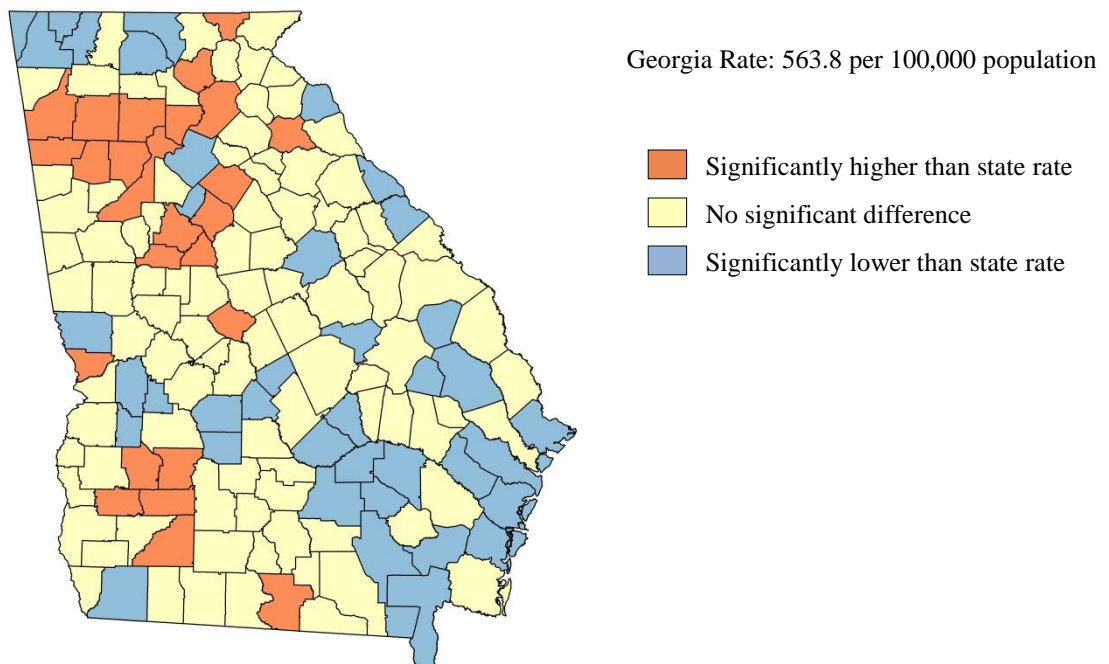 Georgia Rate: 563.8 per 100,000 population
Significantly higher than state rate
No significant difference
Significantly lower than state rate